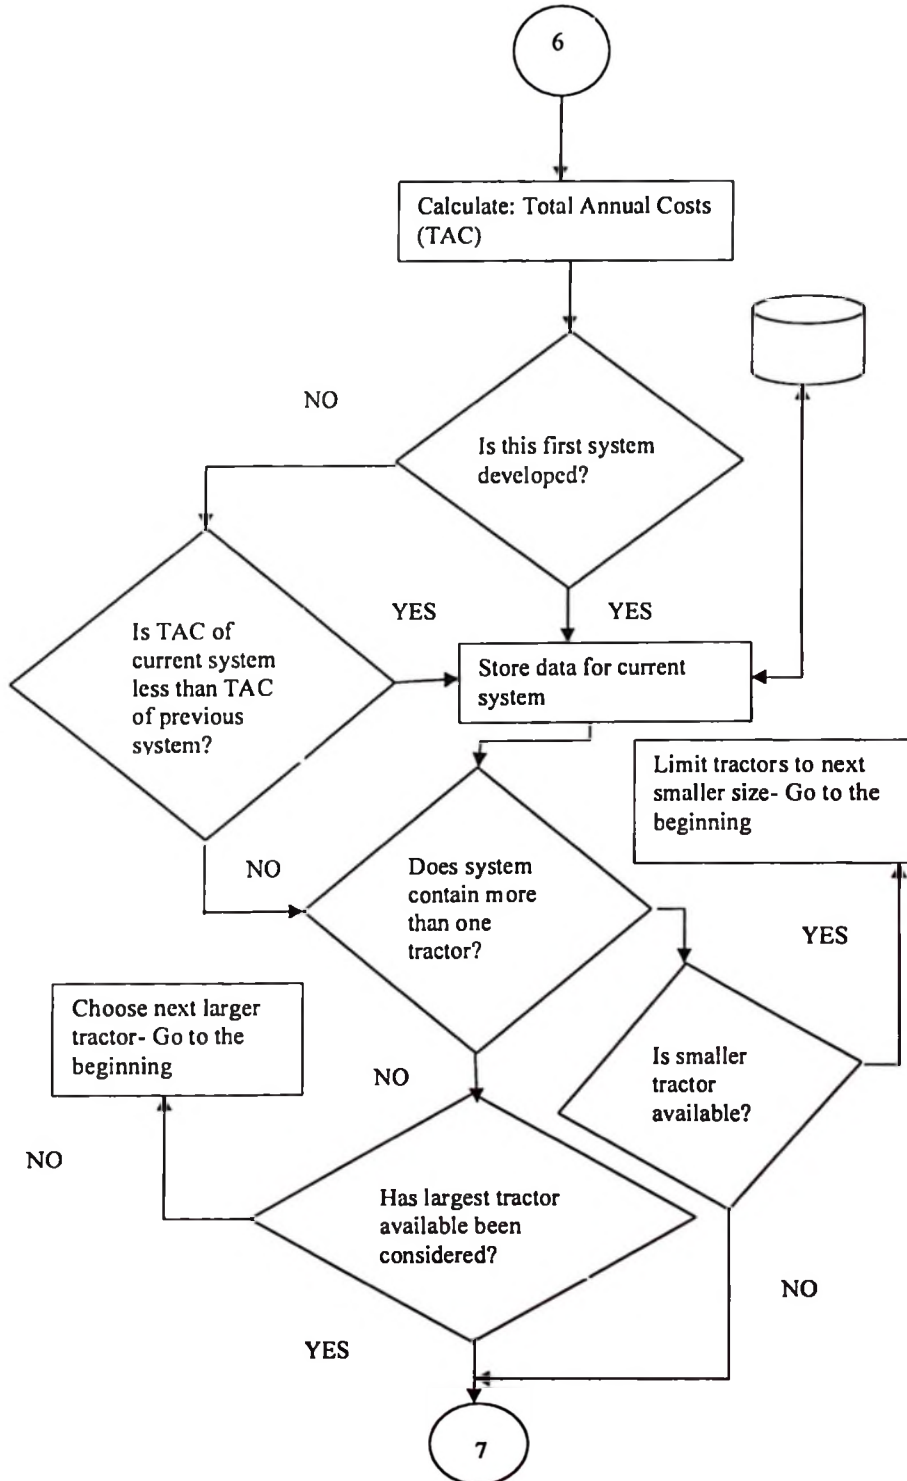 6
Calculate: Total Annual Costs
(TAC)
NO
Is this first system
developed?
YES
YES
Is TAC of
current system
less than TAC
of previous
system?
Store data for current
system
Limit tractors to next
smaller size- Go to the
beginning
NO
Does system
contain more
than one
tractor?
YES
Choose next larger
tractor- Go to the
beginning
Is smaller
tractor
available?
NO
NO
Has largest tractor
available been
considered?
NO
YES
7